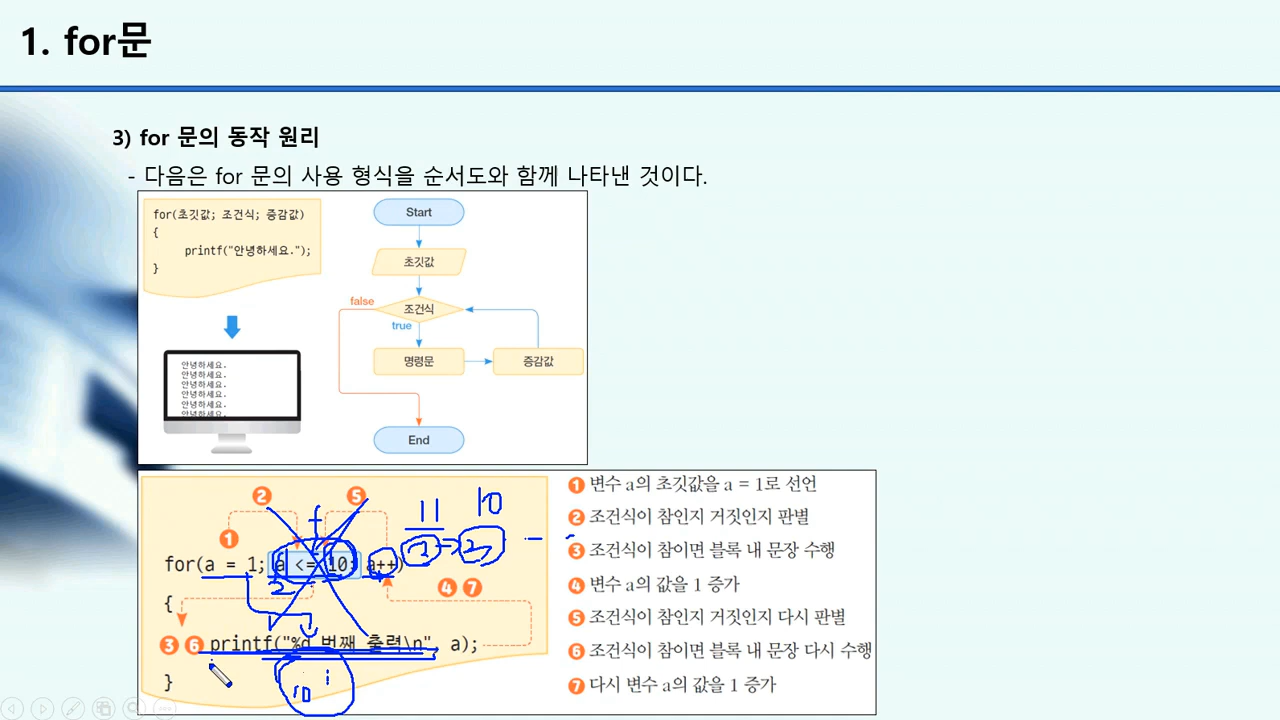 1. for문
3) for 문의 동작 원리
- 다음은 for 문의 사용 형식을 순서도와 함께 나타낸 것이다.
for(초깃값; 조건식; 증감값)
{
printf("안녕하세요.");
}
안녕하세요.
안녕하세요.
안녕하세요.
안녕하세요.
안녕하세요.
안녕하세요.
Start
초깃값
조건식
false
true
명령문
증감값
End
2 5
1
11 10
2 3
for(a = 1; a <= 10; a++)
2
4 7
{
3 6 printf("%d 번째 출력\n", a);
10 1
}
1 변수 a의 초깃값을 a = 1로 선언
2 조건식이 참인지 거짓인지 판별
3 조건식이 참이면 블록 내 문장 수행
4 변수 a의 값을 1 증가
5 조건식이 참인지 거짓인지 다시 판별
6 조건식이 참이면 블록 내 문장 다시 수행
7 다시 변수 a의 값을 1 증가